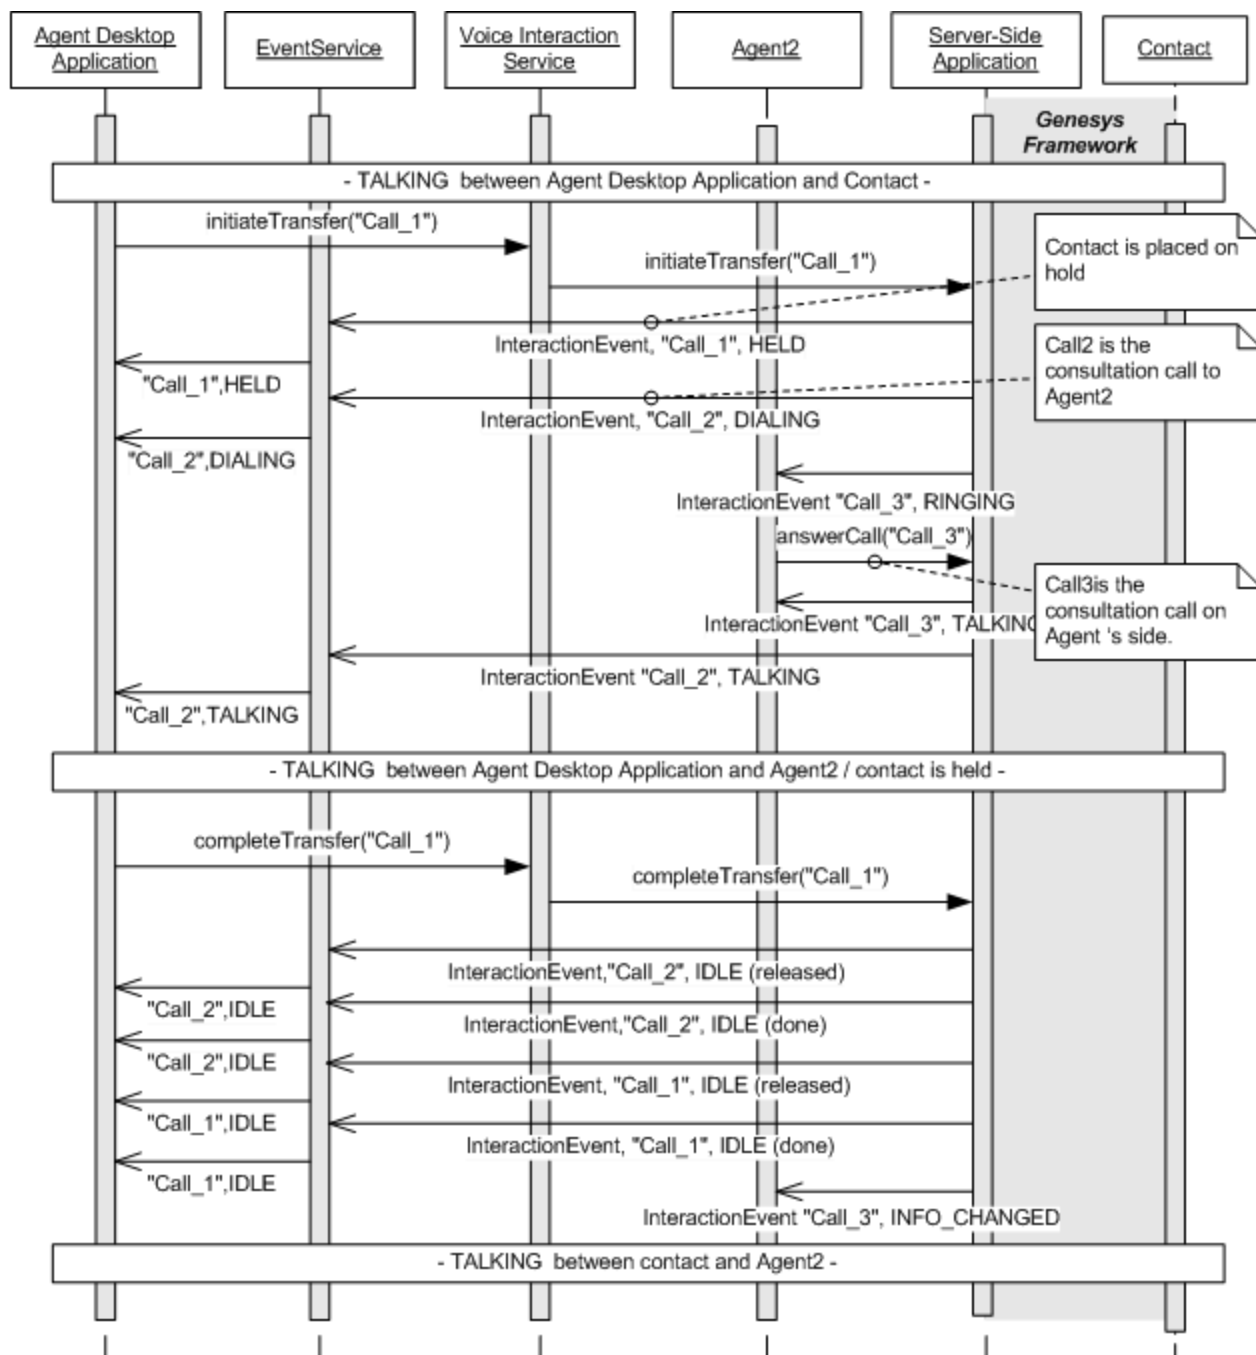 Agent Desktop
Application
EventService
Voice Interaction
Service
Agent2
Server-Side
Application
Contact
Genesys
Framework
- TALKING between Agent Desktop Application and Contact -
initiateTransfer("Call_1")
initiateTransfer("Call_1")
Contact is placed on
hold
InteractionEvent, "Call_1", HELD
"Call_1",HELD
Call2 is the
consultation call to
Agent2
InteractionEvent, "Call_2", DIALING
"Call_2",DIALING
InteractionEvent "Call_3", RINGING
answerCall("Call_3")
Call3is the
consultation call on
Agent 's side.
InteractionEvent "Call_3", TALKING
InteractionEvent "Call_2", TALKING
"Call_2",TALKING
- TALKING between Agent Desktop Application and Agent2 / contact is held -
completeTransfer("Call_1")
completeTransfer("Call_1")
InteractionEvent,"Call_2", IDLE (released)
"Call_2",IDLE
InteractionEvent,"Call_2", IDLE (done)
"Call_2",IDLE
InteractionEvent, "Call_1", IDLE (released)
"Call_1",IDLE
InteractionEvent, "Call_1", IDLE (done)
"Call_1",IDLE
InteractionEvent "Call_3", INFO_CHANGED
- TALKING between contact and Agent2 -